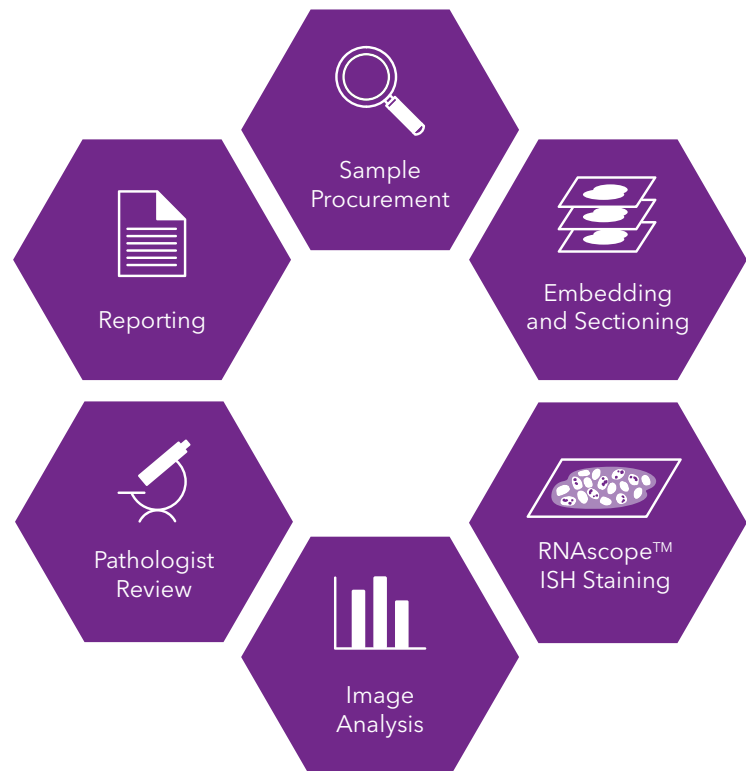 Sample
Procurement
Embedding
and Sectioning
RNAscope™
ISH Staining
Image
Analysis
Pathologist
Review
Reporting